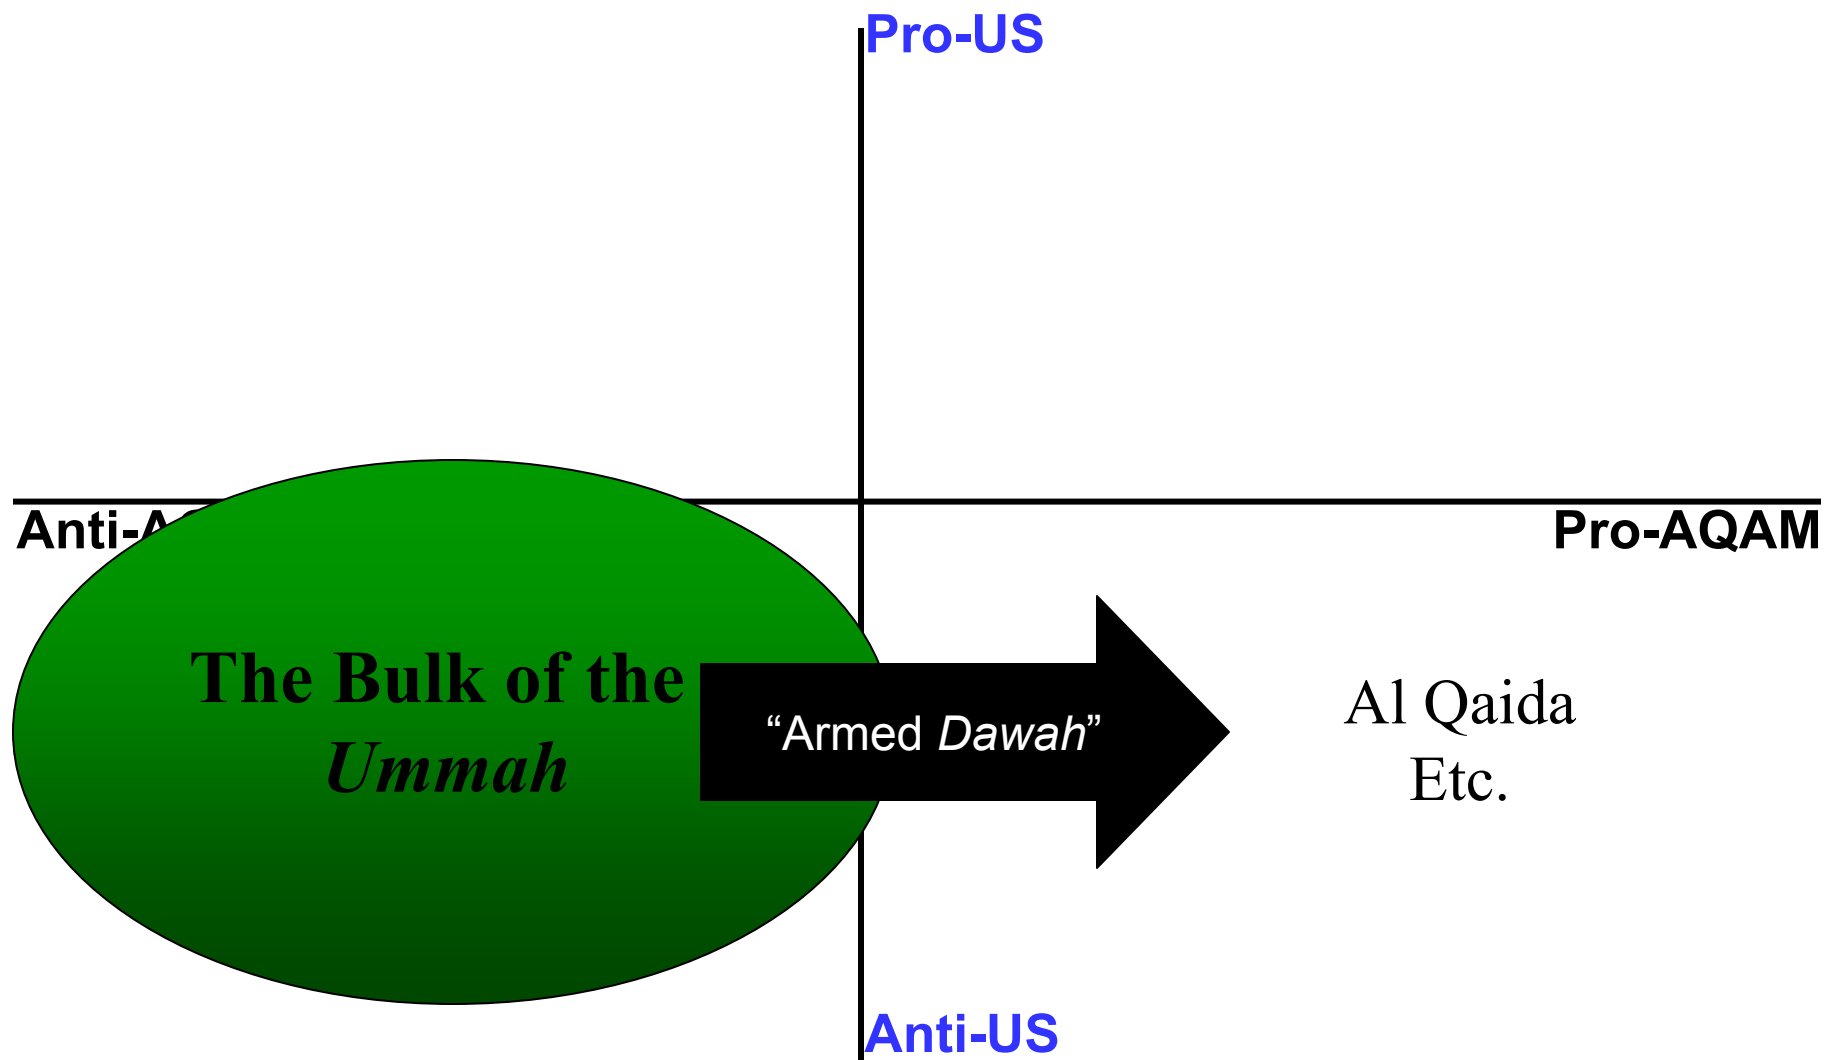 Pro-US
Anti-A
Pro-AQAM
The Bulk of the
Ummah
“Armed Dawah”
Al Qaida
Etc.
Anti-US